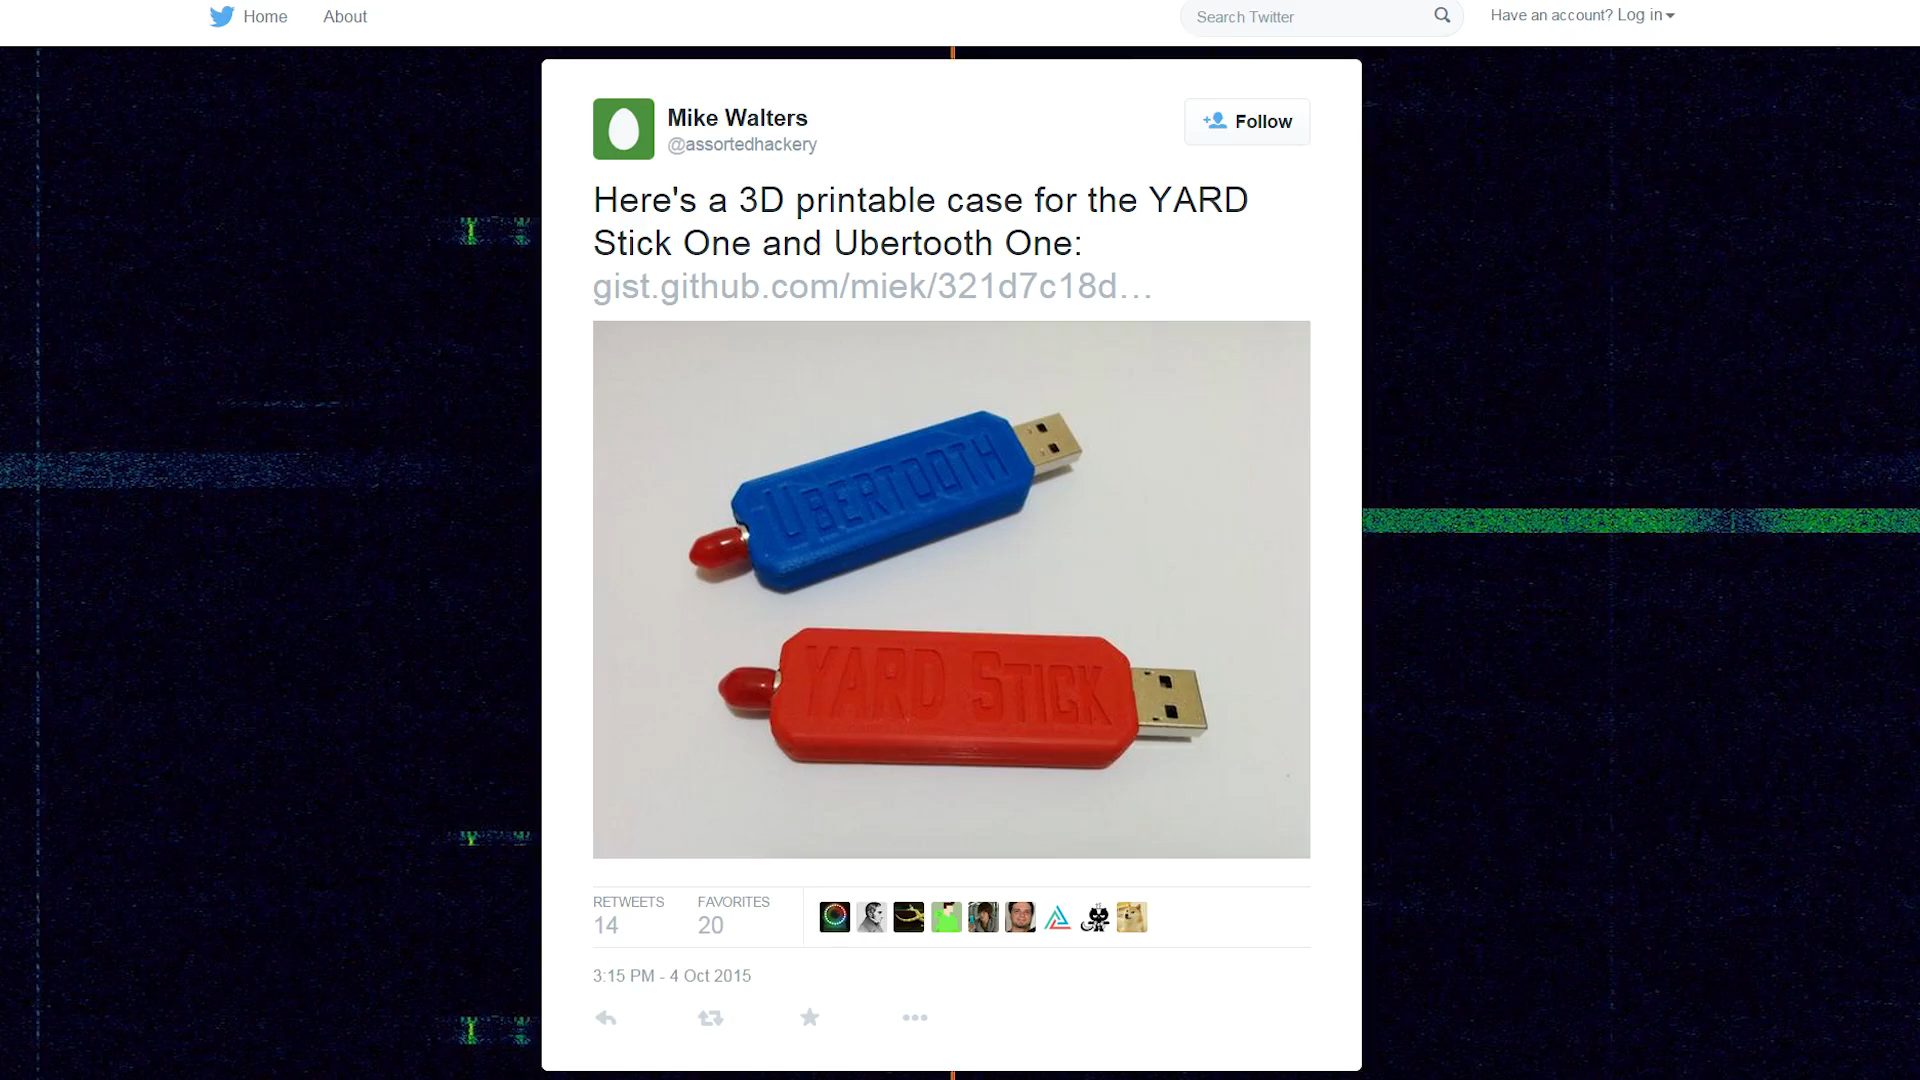 Home About Search Twitter Have an account? Log in
Mike Walters
@assortedhackery
Follow
Here's a 3D printable case for the YARD
Stick One and Ubertooth One:
gist.github.com/miek/321d7c18d…
UBERTOOTH
YARD STICK
RETWEETS FAVORITES
14 20
3:15 PM - 4 Oct 2015